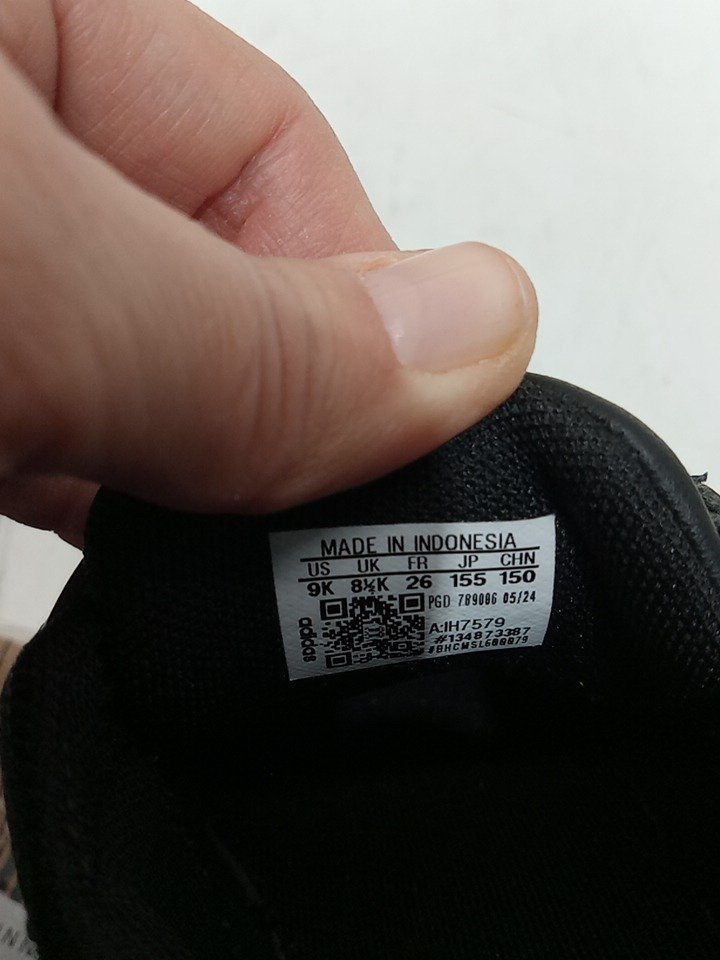 MADE IN INDONESIA
US UK FR JP CHN
9K 8½K 26 155 150
PGD 789006 05/24
adidas
A:IH7579
#134873387